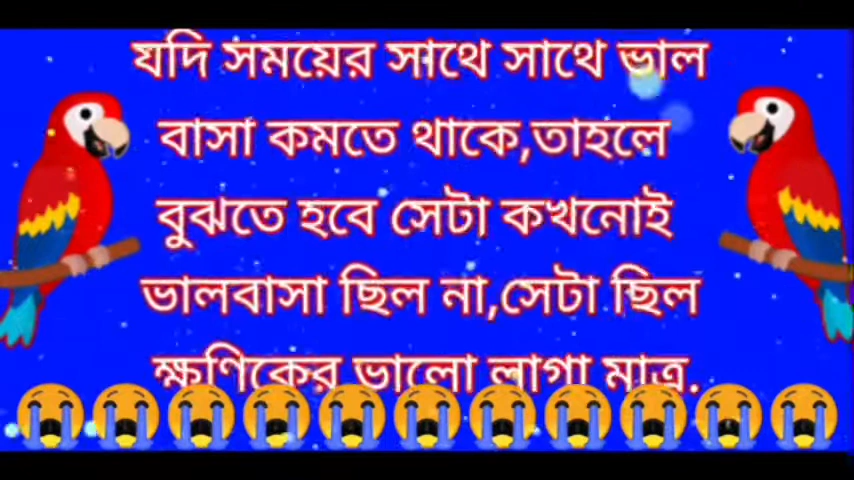 যদি সময়ের সাথে সাথে ভাল
বাসা কমতে থাকে,তাহলে
বুঝতে হবে সেটা কখনোই
ভালবাসা ছিল না,সেটা ছিল
ক্ষণিকের ভালো লাগা মাত্র.